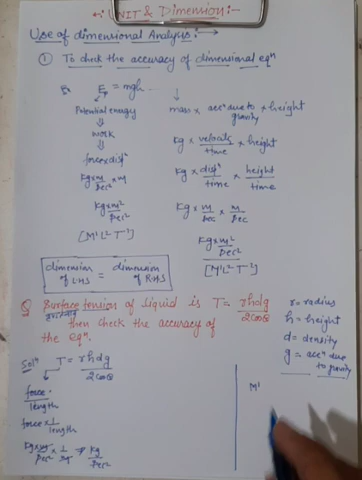 UNIT & Dimension:-
Use of dimensional Analysis:-
① To check the accuracy of dimensional eqⁿ
Ex Ep = mgh
Potential energy
work
force x dispⁿ
Kg x m/sec² x m
Kg x m²/sec²
[M¹L²T⁻²]
mass x accⁿ due to gravity x height
Kg x velocity/time x height
Kg x dispⁿ/time x height/time
Kg x m/sec x m/sec
Kg x m²/sec²
[M¹L²T⁻²]
dimension of LHS = dimension of R.H.S
Q Surface tension of liquid is T = rhdg/2cosθ
then check the accuracy of
the eqⁿ.
r = radius
h = height
d = density
g = accⁿ due to gravity
Solⁿ T = rhdg/2cosθ
force/length
force x 1/length
Kg x m/sec² x 1/m ⇒ Kg/sec²
M¹